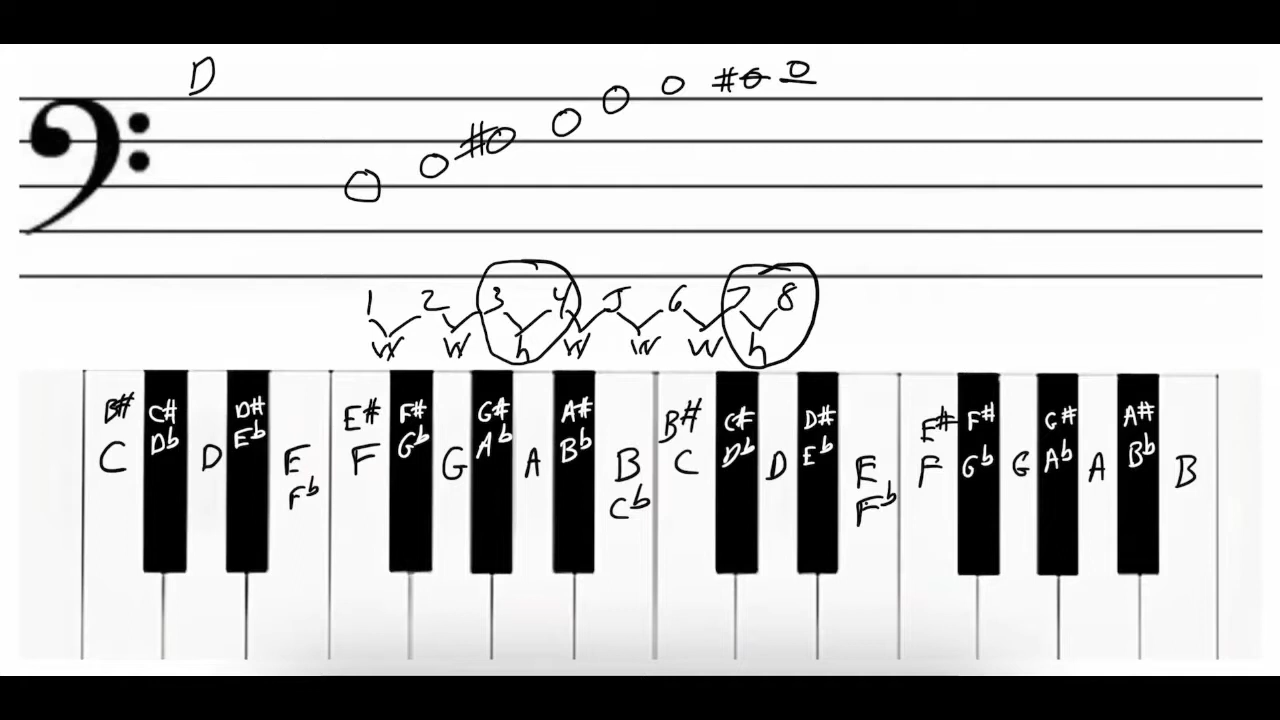 D
# #
1 2 3 4 5 6 7 8
W W h W W W h
B# C# D# E# F# G# A# B# C# D# E# F# G# A# 
C Db D Eb E F Gb G Ab A Bb B C Db D Eb E F Gb G Ab A Bb B
Fb Cb Fb